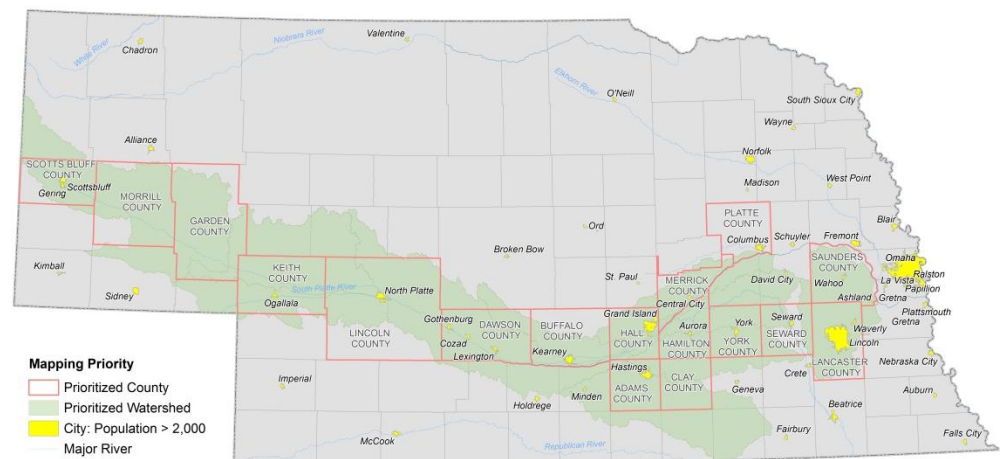 White River
Chadron
Niobrara River
Valentine
Elkhorn River
O'Neill
South Sioux City
Wayne
Alliance
Norfolk
Madison
West Point
SCOTTS BLUFF
COUNTY
Scottsbluff
Gering
MORRILL
COUNTY
GARDEN
COUNTY
PLATTE
COUNTY
Columbus
Schuyler
Fremont
Blair
Ord
Broken Bow
Kimball
Sidney
KEITH
COUNTY
Ogallala
South Platte River
North Platte
St. Paul
MERRICK
COUNTY
Central City
David City
SAUNDERS
COUNTY
Wahoo
Ashland
Omaha
La Vista
Ralston
Papillion
Gretna
Plattsmouth
Gretna
LINCOLN
COUNTY
Gothenburg
Cozad
Lexington
DAWSON
COUNTY
BUFFALO
COUNTY
Kearney
Grand Island
HALL
COUNTY
Aurora
HAMILTON
COUNTY
York
YORK
COUNTY
Seward
SEWARD
COUNTY
Waverly
Lincoln
LANCASTER
COUNTY
Nebraska City
Hastings
ADAMS
COUNTY
CLAY
COUNTY
Crete
Geneva
Auburn
Imperial
Holdrege
Minden
Beatrice
McCook
Republican River
Fairbury
Falls City
Mapping Priority
Prioritized County
Prioritized Watershed
City: Population > 2,000
Major River